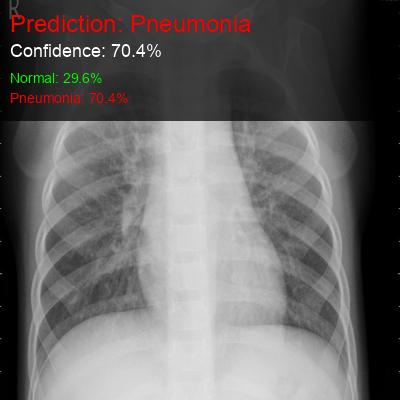 R
Prediction: Pneumonia
Confidence: 70.4%
Normal: 29.6%
Pneumonia: 70.4%